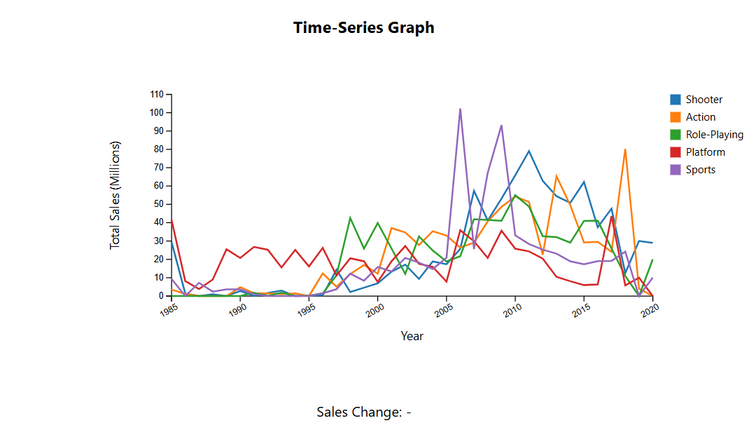 Time-Series Graph
Total Sales (Millions)
110
100
90
80
70
60
50
40
30
20
10
0
1985
1990
1995
2000
2005
2010
2015
2020
Year
Shooter
Action
Role-Playing
Platform
Sports
Sales Change: -